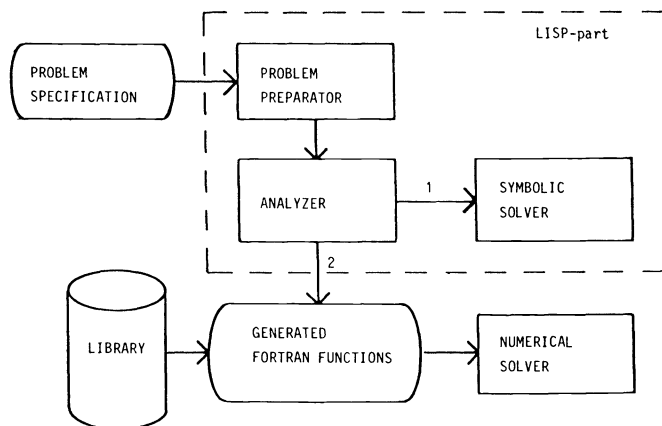 LISP-part
PROBLEM
SPECIFICATION
PROBLEM
PREPARATOR
ANALYZER
1
SYMBOLIC
SOLVER
2
LIBRARY
GENERATED
FORTRAN FUNCTIONS
NUMERICAL
SOLVER